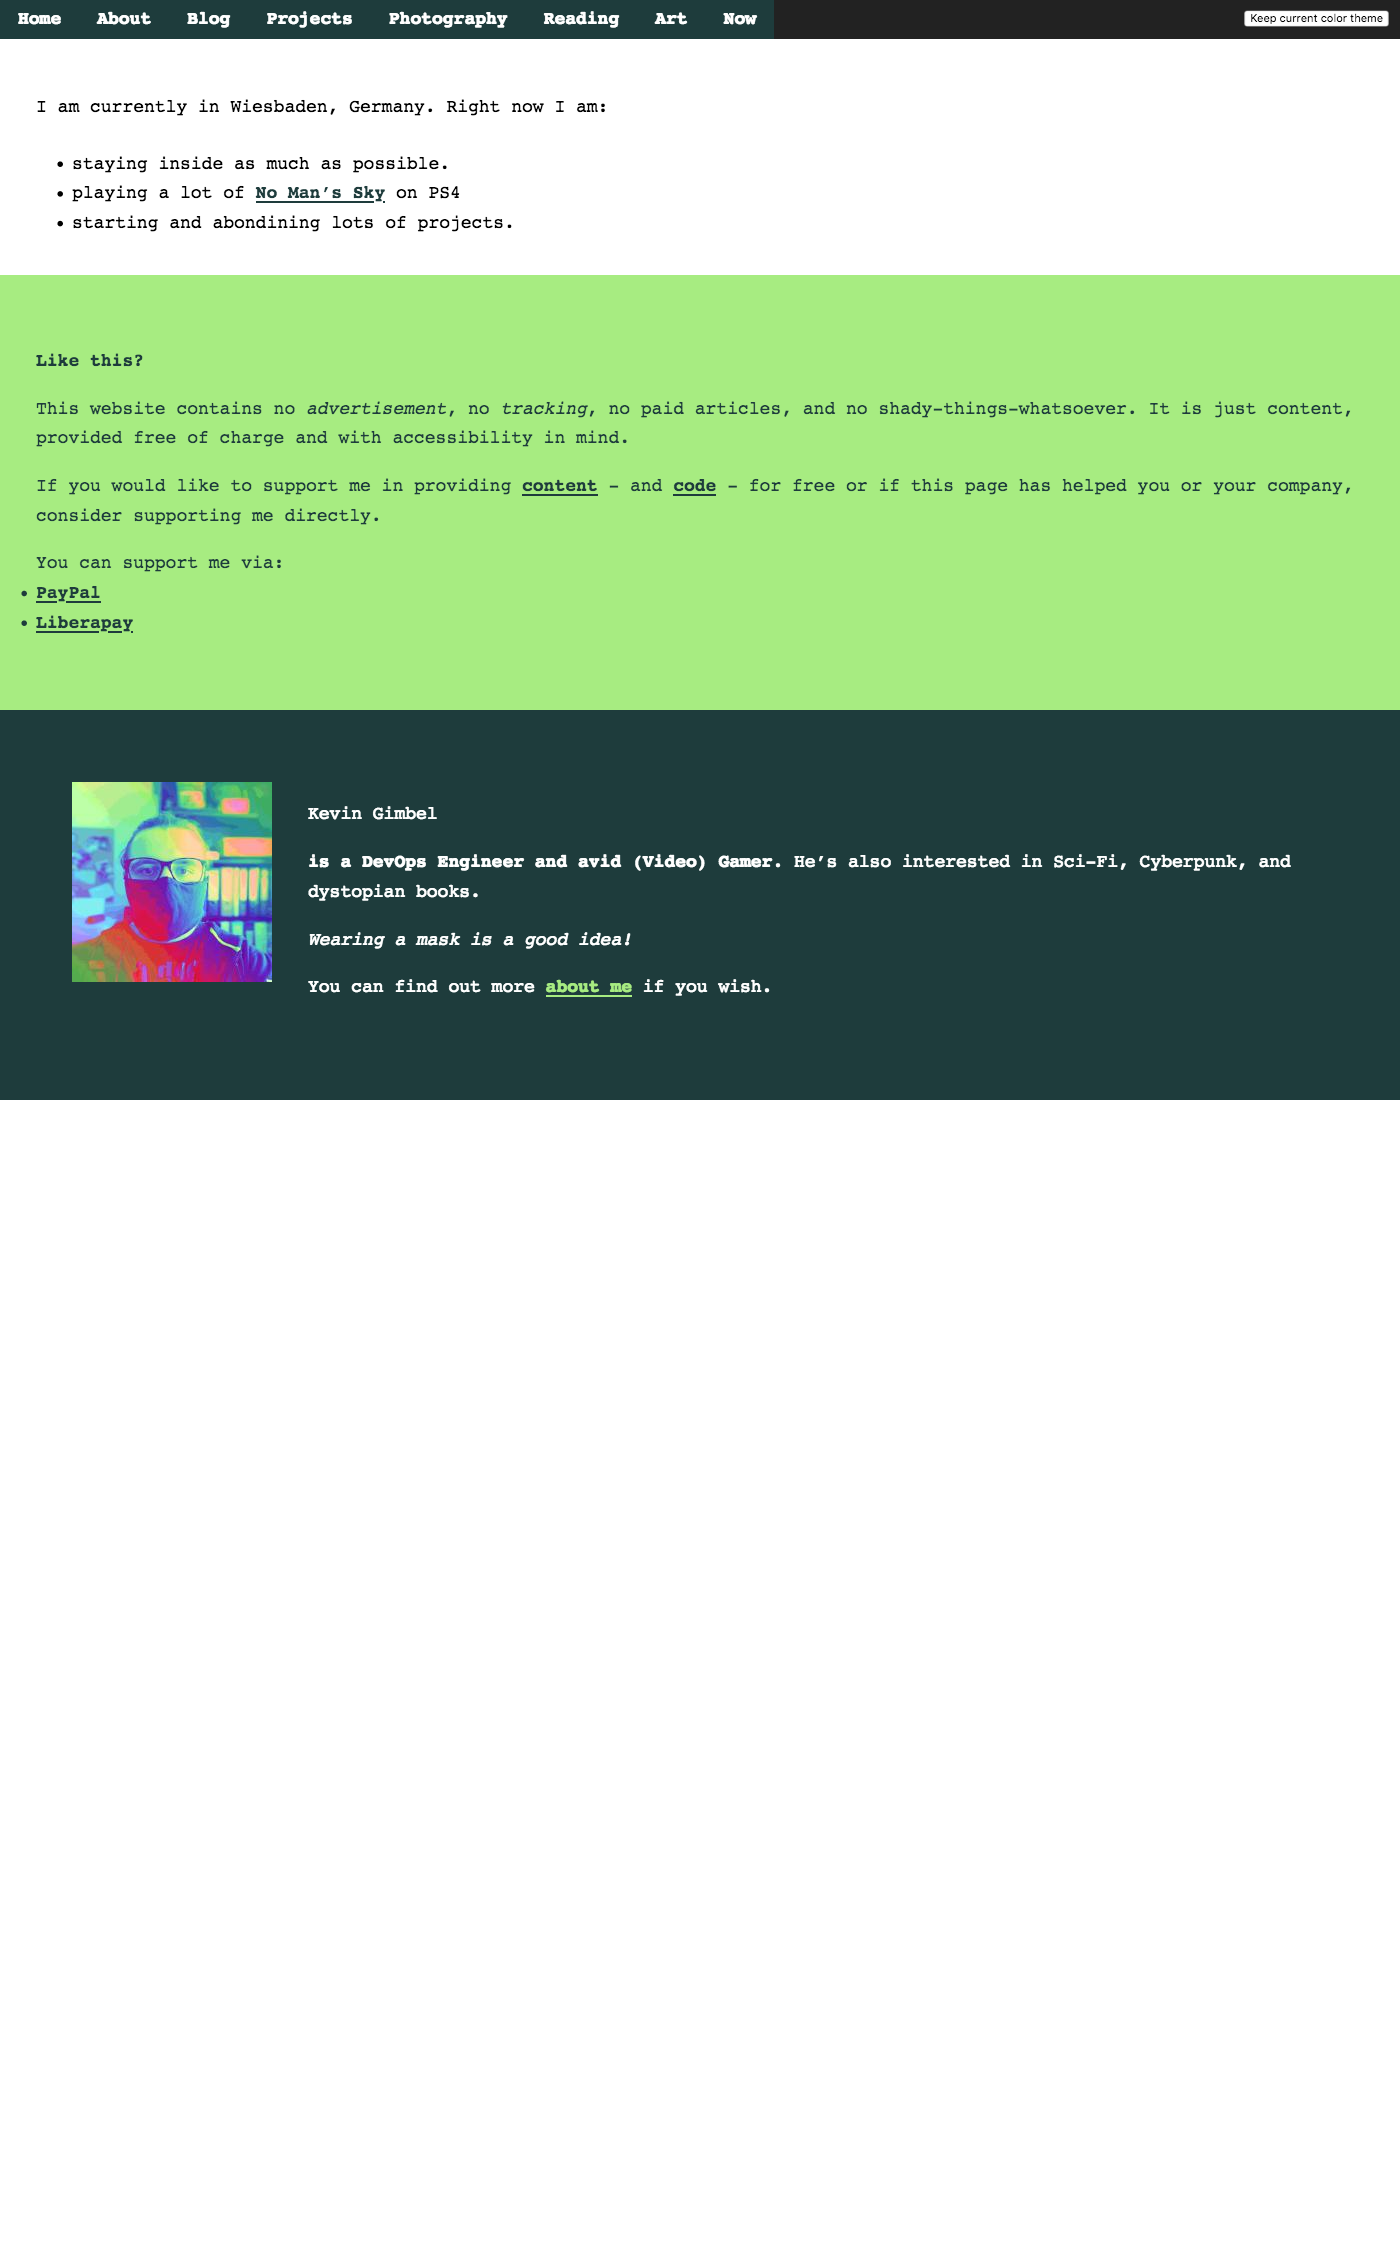 Home About Blog Projects Photography Reading Art Now Keep current color theme
I am currently in Wiesbaden, Germany. Right now I am:
• staying inside as much as possible.
• playing a lot of No Man’s Sky on PS4
• starting and abondining lots of projects.
Like this?
This website contains no advertisement, no tracking, no paid articles, and no shady-things-whatsoever. It is just content,
provided free of charge and with accessibility in mind.
If you would like to support me in providing content - and code - for free or if this page has helped you or your company,
consider supporting me directly.
You can support me via:
• PayPal
• Liberapay
Kevin Gimbel
is a DevOps Engineer and avid (Video) Gamer. He’s also interested in Sci-Fi, Cyberpunk, and
dystopian books.
Wearing a mask is a good idea!
You can find out more about me if you wish.